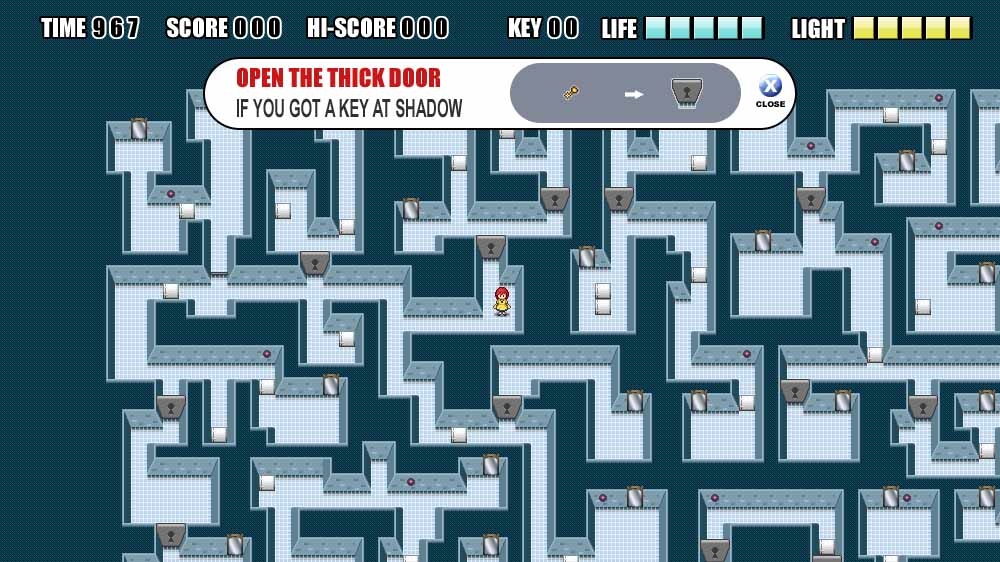 TIME 967 SCORE 000 HI-SCORE 000 KEY 00 LIFE LIGHT
OPEN THE THICK DOOR
IF YOU GOT A KEY AT SHADOW
X
CLOSE